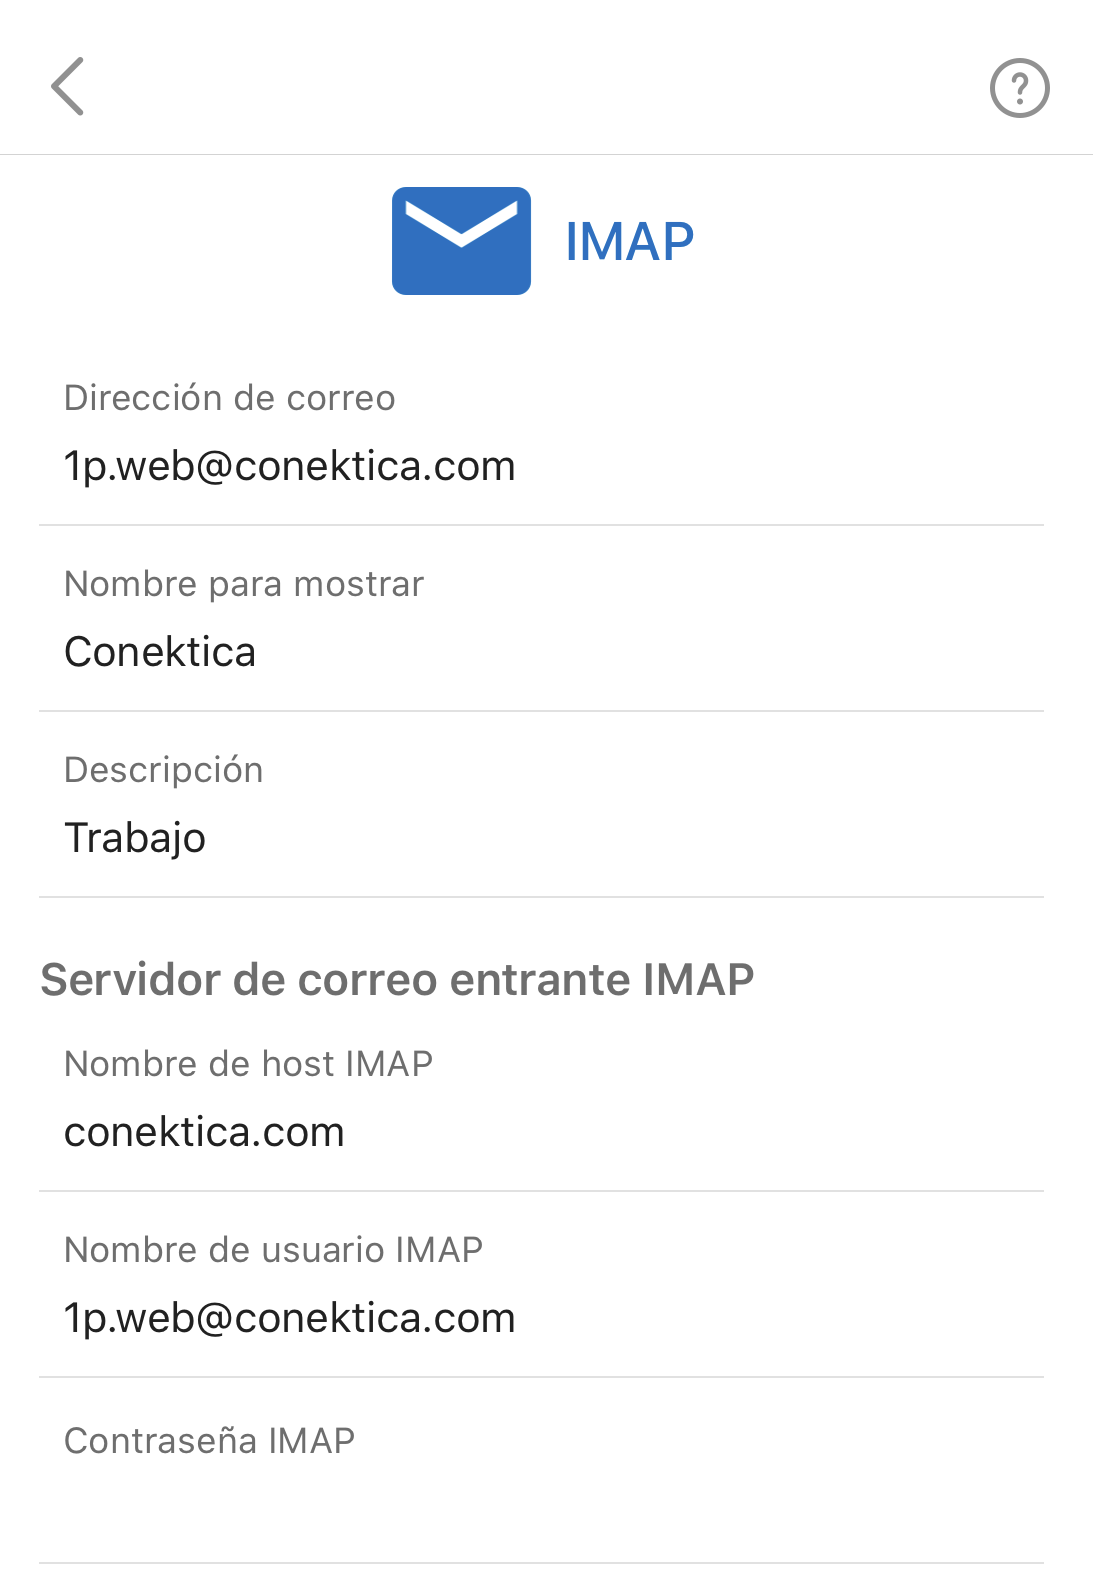 ?
IMAP
Dirección de correo
1p.web@conektica.com
Nombre para mostrar
Conektica
Descripción
Trabajo
Servidor de correo entrante IMAP
Nombre de host IMAP
conektica.com
Nombre de usuario IMAP
1p.web@conektica.com
Contraseña IMAP